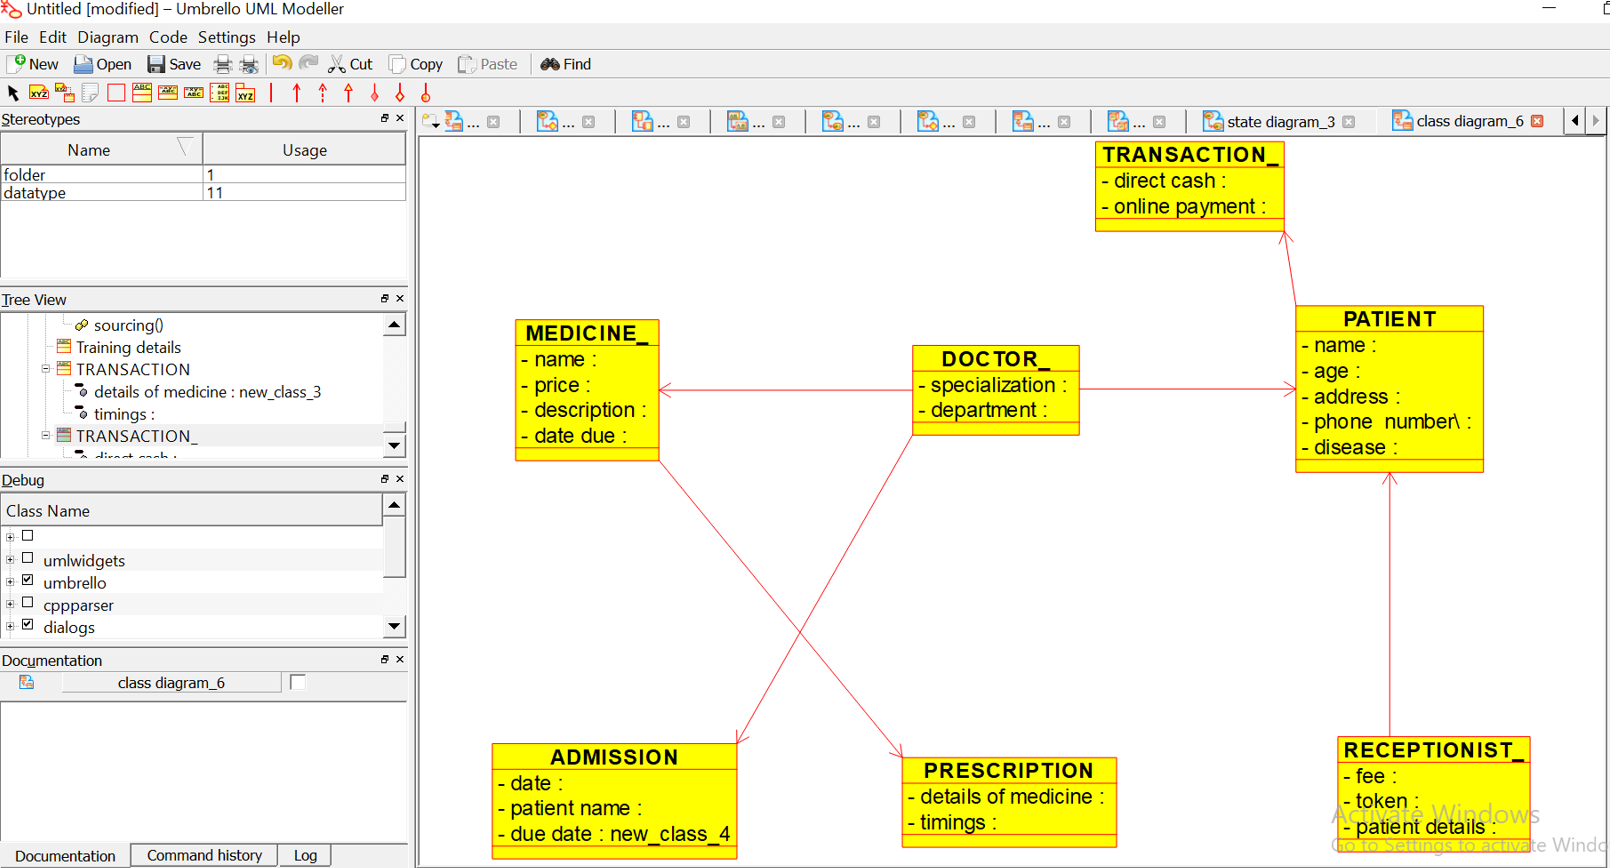 Untitled [modified] – Umbrello UML Modeller
File Edit Diagram Code Settings Help
New Open Save Cut Copy Paste Find
XYZ ABC XYZ
Stereotypes
... ... ... ... ... ... ... ... state diagram_3 class diagram_6
Name Usage
folder 1
datatype 11
Tree View
sourcing()
Training details
TRANSACTION
details of medicine : new_class_3
timings :
TRANSACTION_
direct cash :
Debug
Class Name
umlwidgets
umbrello
cppparser
dialogs
Documentation
class diagram_6
Documentation Command history Log
TRANSACTION_
- direct cash :
- online payment :
MEDICINE_
- name :
- price :
- description :
- date due :
DOCTOR_
- specialization :
- department :
PATIENT
- name :
- age :
- address :
- phone  number\ :
- disease :
ADMISSION
- date :
- patient name :
- due date : new_class_4
PRESCRIPTION
- details of medicine :
- timings :
RECEPTIONIST_
- fee :
- token :
- patient details :
Activate Windows
Go to Settings to activate Windo